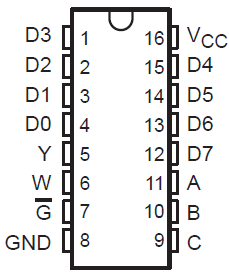 D3 1 16 VCC
D2 2 15 D4
D1 3 14 D5
D0 4 13 D6
Y 5 12 D7
W 6 11 A
G̅ 7 10 B
GND 8 9 C